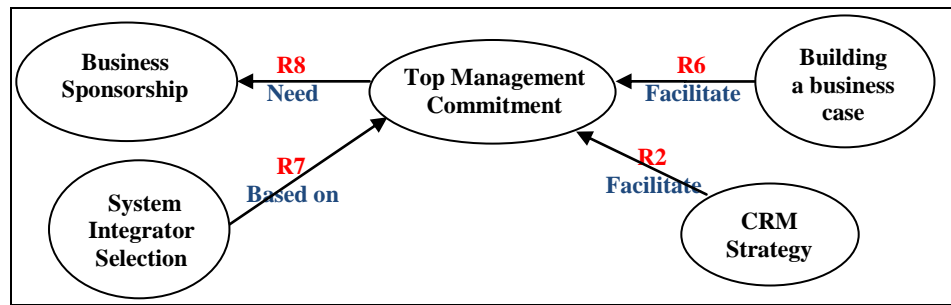 Business
Sponsorship
R8
Need
Top Management
Commitment
R6
Facilitate
Building
a business
case
R7
Based on
R2
Facilitate
System
Integrator
Selection
CRM
Strategy